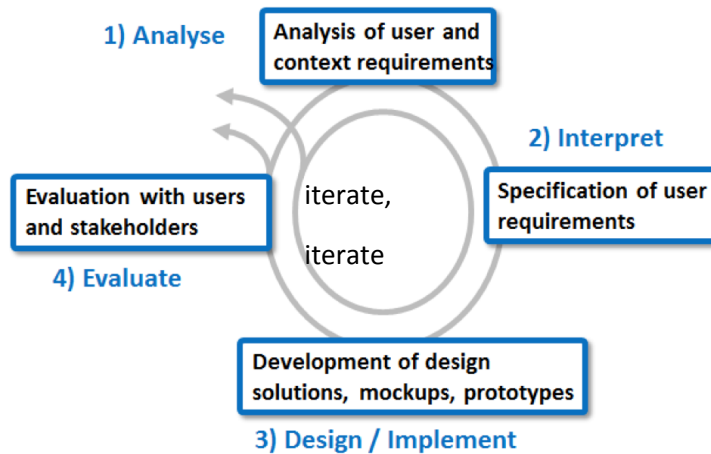 1) Analyse
Analysis of user and
context requirements
2) Interpret
Specification of user
requirements
Evaluation with users
and stakeholders
4) Evaluate
iterate,
iterate
Development of design
solutions, mockups, prototypes
3) Design / Implement